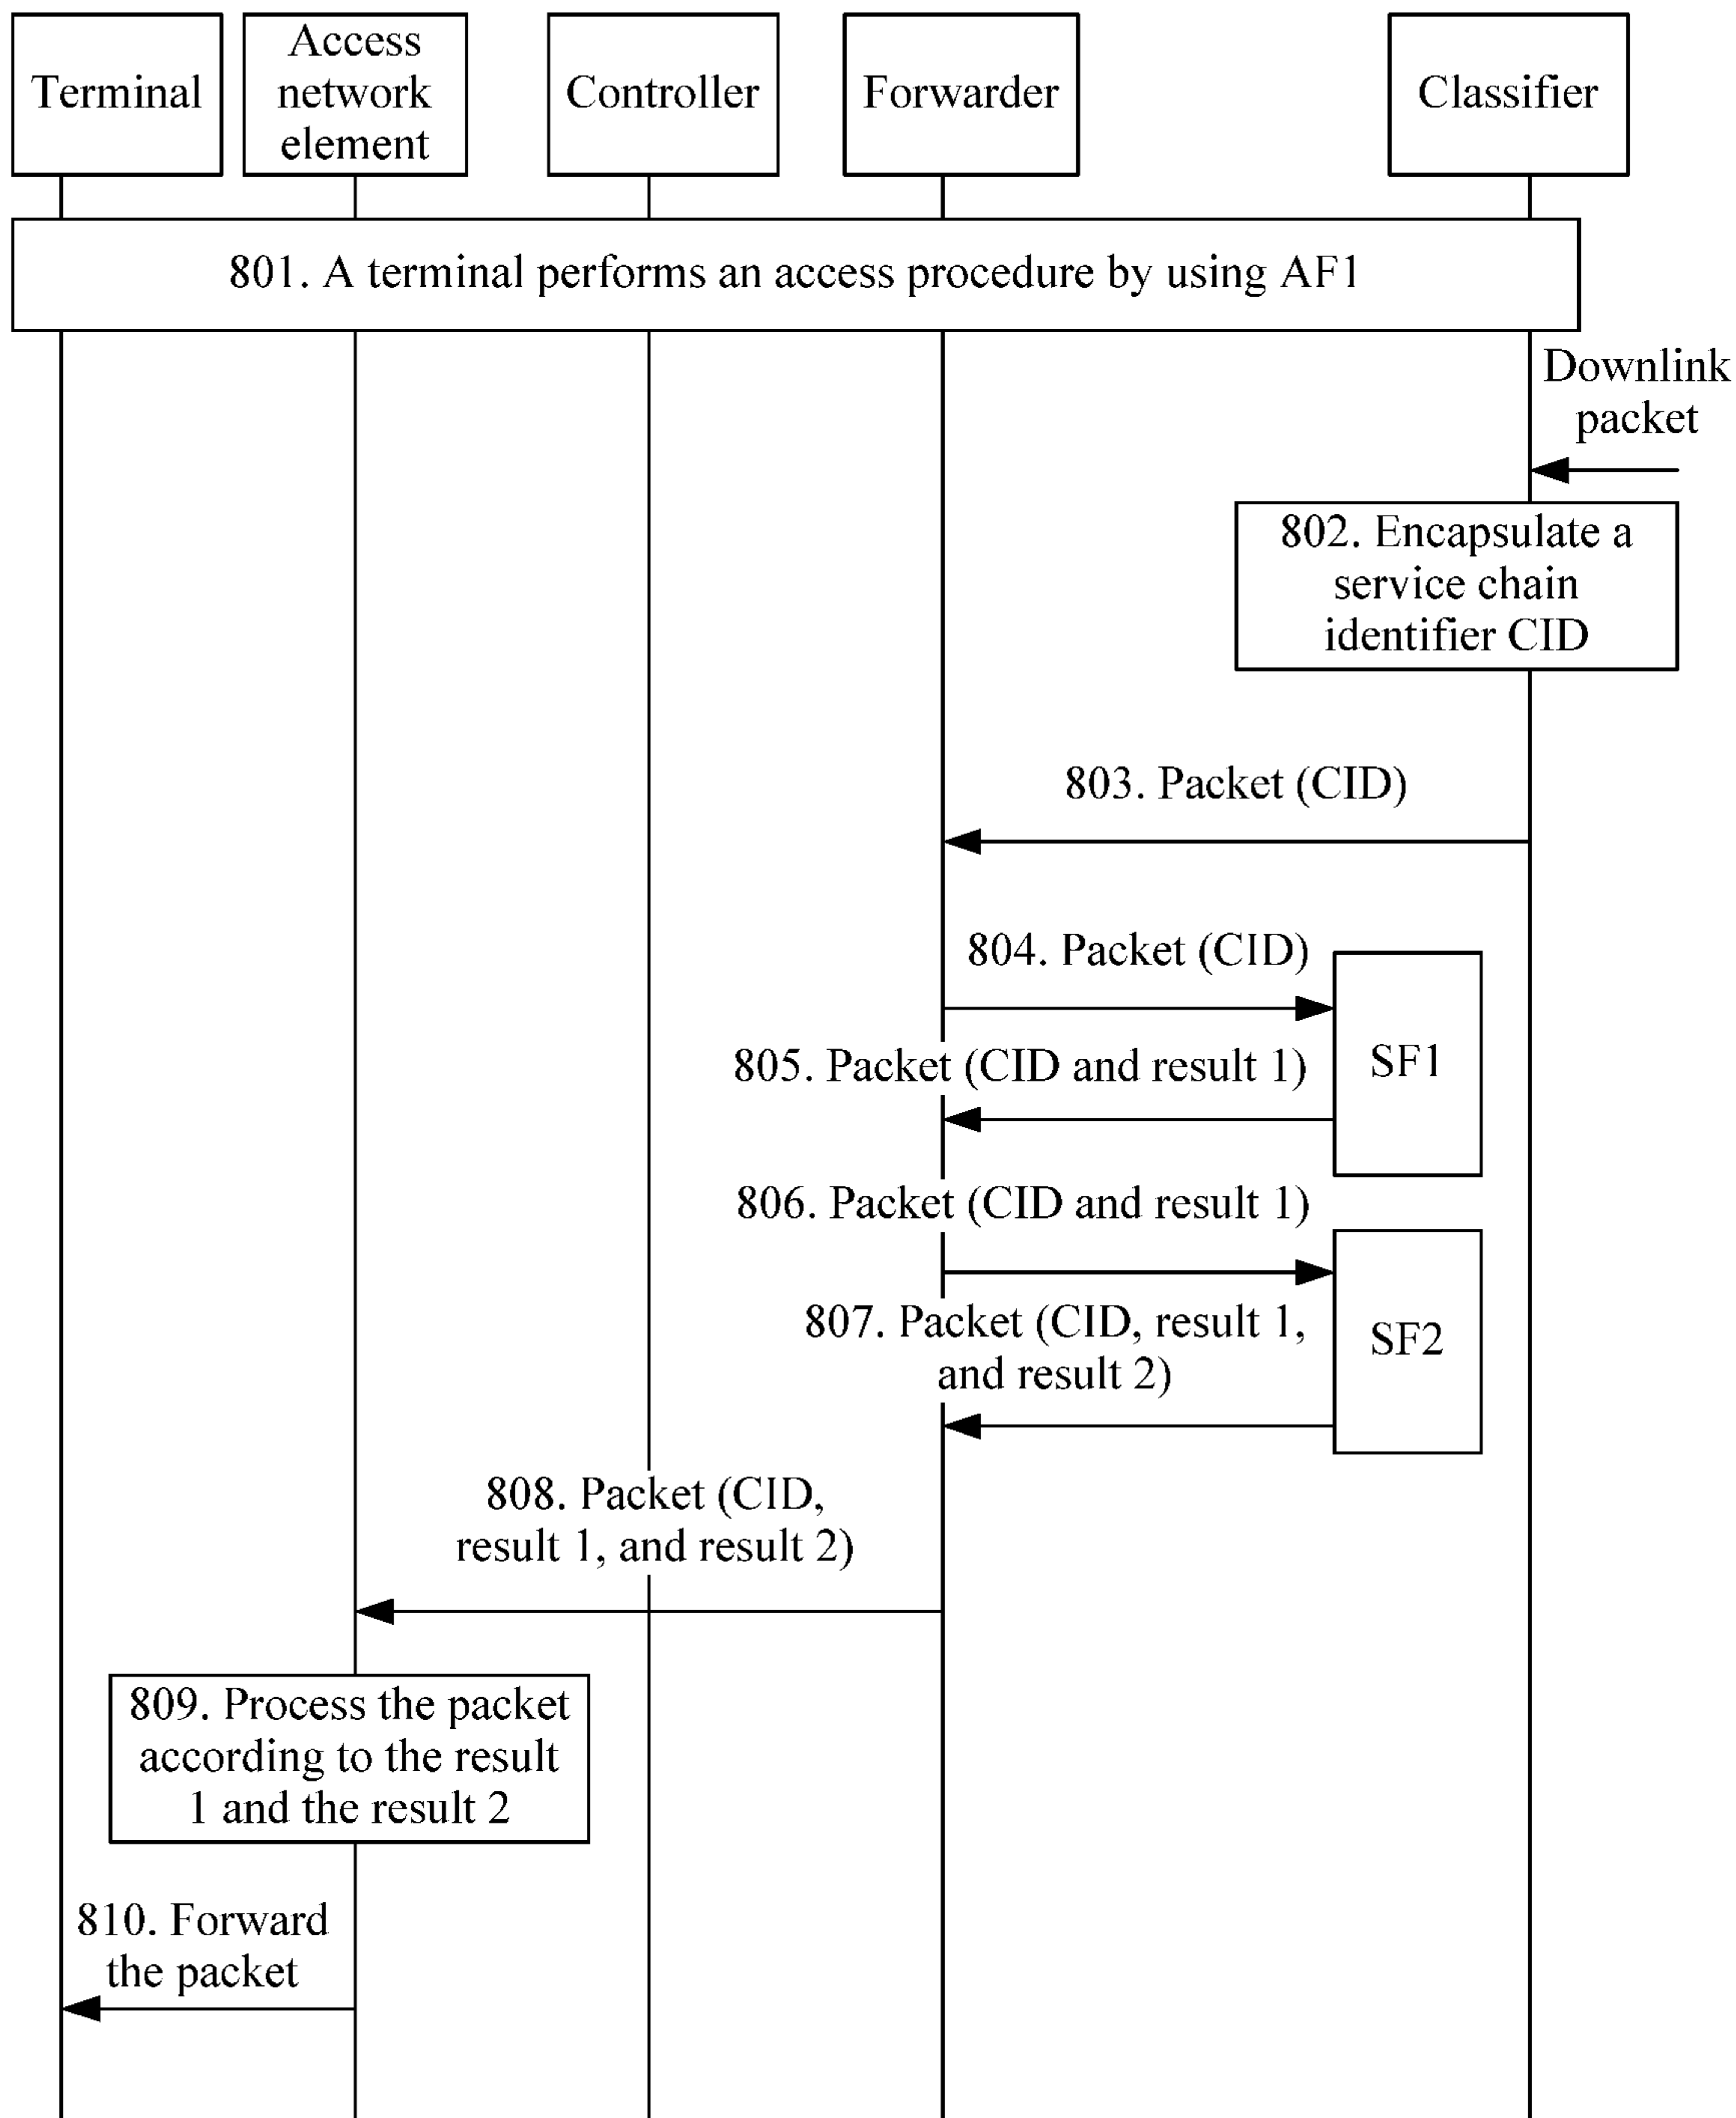 Terminal
Access
network
element
Controller
Forwarder
Classifier
801. A terminal performs an access procedure by using AF1
Downlink
packet
802. Encapsulate a
service chain
identifier CID
803. Packet (CID)
804. Packet (CID)
805. Packet (CID and result 1)
SF1
806. Packet (CID and result 1)
807. Packet (CID, result 1,
and result 2)
SF2
808. Packet (CID,
result 1, and result 2)
809. Process the packet
according to the result
1 and the result 2
810. Forward
the packet